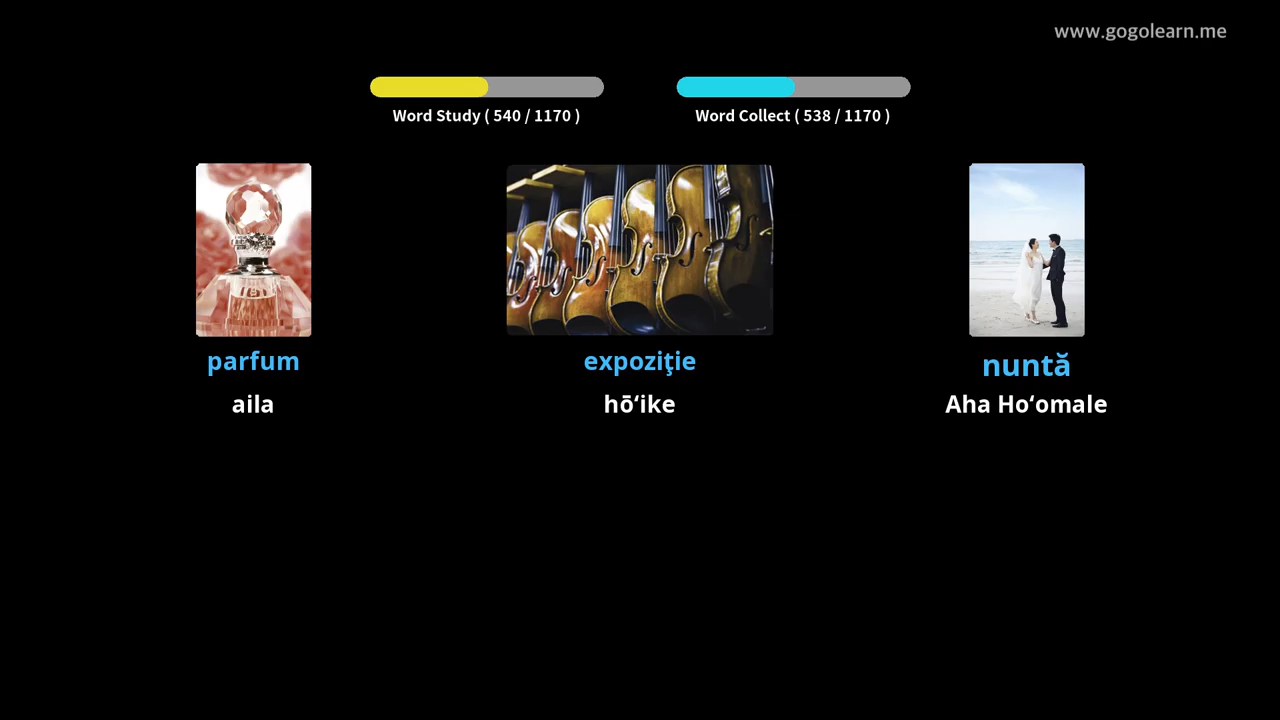 www.gogolearn.me
Word Study ( 540 / 1170 )
Word Collect ( 538 / 1170 )
parfum
expoziţie
nuntă
aila
hōʻike
Aha Hoʻomale